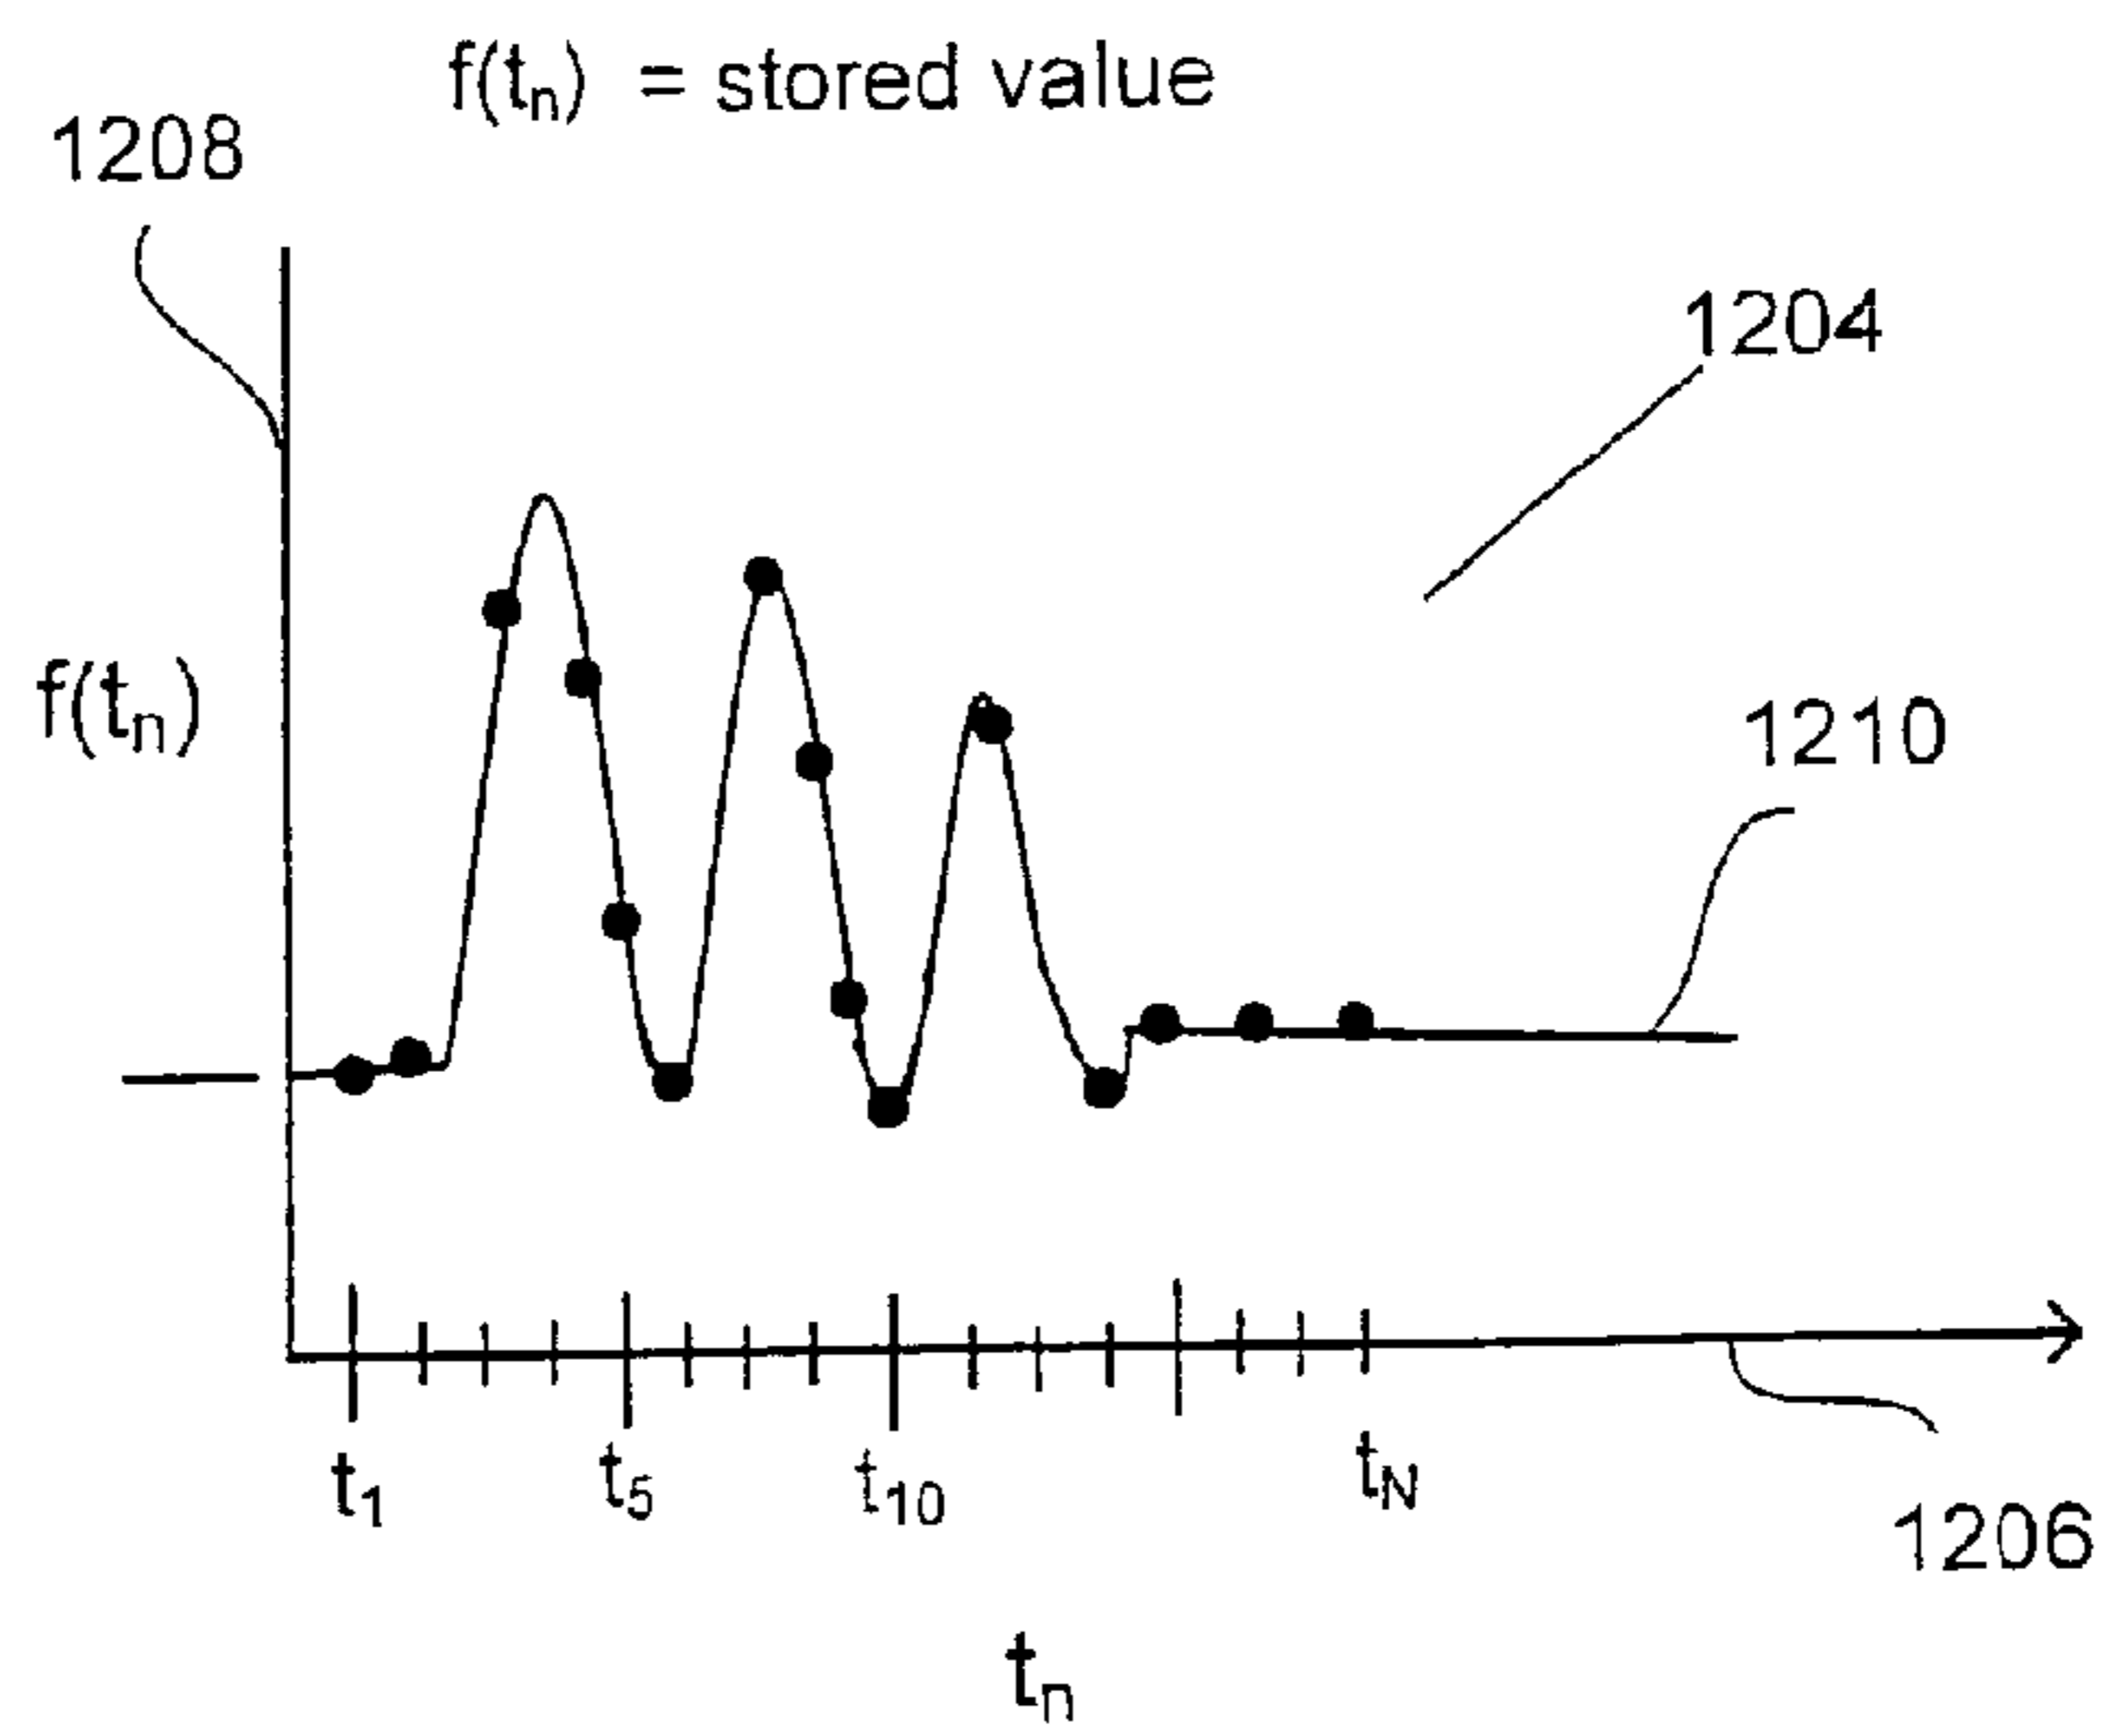 f(tn) = stored value
1208
1204
f(tn)
1210
t1 t5 t10 tN
1206
tn